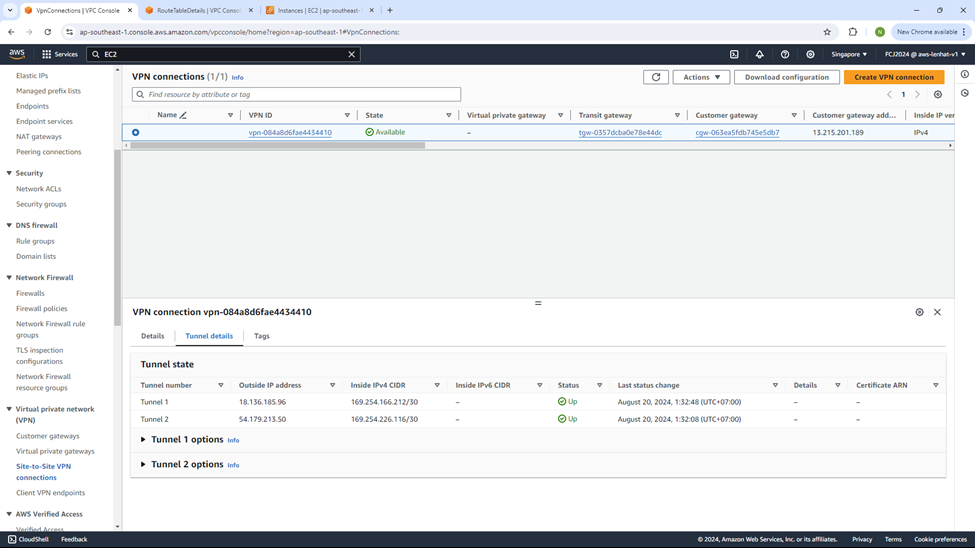 VpnConnections | VPC Console
RouteTableDetails | VPC Consol
Instances | EC2 | ap-southeast-
ap-southeast-1.console.aws.amazon.com/vpcconsole/home?region=ap-southeast-1#VpnConnections:
N
New Chrome available
aws
Services
EC2
Singapore
FCJ2024 @ aws-lenhat-v1
Elastic IPs
Managed prefix lists
Endpoints
Endpoint services
NAT gateways
Peering connections
Security
Network ACLs
Security groups
DNS firewall
Rule groups
Domain lists
Network Firewall
Firewalls
Firewall policies
Network Firewall rule
groups
TLS inspection
configurations
Network Firewall
resource groups
Virtual private network
(VPN)
Customer gateways
Virtual private gateways
Site-to-Site VPN
connections
Client VPN endpoints
AWS Verified Access
Verified Access
VPN connections (1/1) Info
Actions
Download configuration
Create VPN connection
Find resource by attribute or tag
1
Name VPN ID State Virtual private gateway Transit gateway Customer gateway Customer gateway add... Inside IP ver
vpn-084a8d6fae4434410 Available – tgw-0357dcba0e78e44dc cgw-063ea5fdb745e5db7 13.215.201.189 IPv4
VPN connection vpn-084a8d6fae4434410
Details Tunnel details Tags
Tunnel state
Tunnel number Outside IP address Inside IPv4 CIDR Inside IPv6 CIDR Status Last status change Details Certificate ARN
Tunnel 1 18.136.185.96 169.254.166.212/30 – Up August 20, 2024, 1:32:48 (UTC+07:00) – –
Tunnel 2 54.179.213.50 169.254.226.116/30 – Up August 20, 2024, 1:32:08 (UTC+07:00) – –
Tunnel 1 options Info
Tunnel 2 options Info
CloudShell Feedback © 2024, Amazon Web Services, Inc. or its affiliates. Privacy Terms Cookie preferences